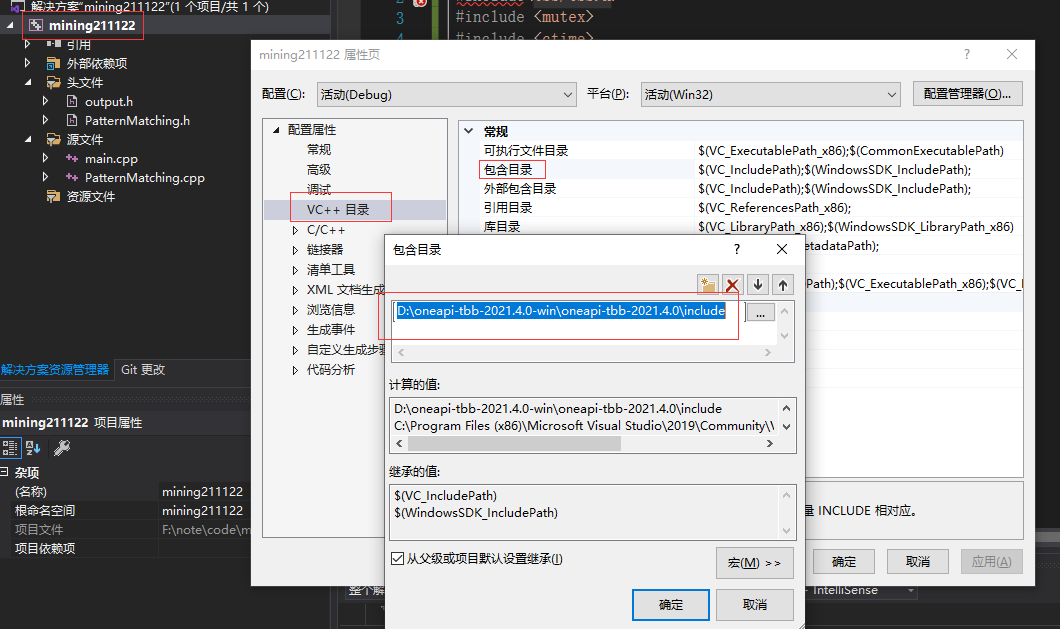 解决方案"mining211122"(1 个项目/共 1 个)
mining211122
引用
外部依赖项
头文件
output.h
PatternMatching.h
源文件
main.cpp
PatternMatching.cpp
资源文件
3 #include <mutex>
4 #include <ctime>
mining211122 属性页
? ×
配置(C): 活动(Debug) 平台(P): 活动(Win32) 配置管理器(O)...
配置属性
常规
高级
调试
VC++ 目录
C/C++
链接器
清单工具
XML 文档生成
浏览信息
生成事件
自定义生成步骤
代码分析
常规
可执行文件目录 $(VC_ExecutablePath_x86);$(CommonExecutablePath)
包含目录 $(VC_IncludePath);$(WindowsSDK_IncludePath);
外部包含目录 $(VC_IncludePath);$(WindowsSDK_IncludePath);
引用目录 $(VC_ReferencesPath_x86);
库目录 $(VC_LibraryPath_x86);$(WindowsSDK_LibraryPath_x86)
etadataPath);
Path);$(VC_ExecutablePath_x86);$(VC_I
包含目录
? ×
D:\oneapi-tbb-2021.4.0-win\oneapi-tbb-2021.4.0\include
...
计算的值:
D:\oneapi-tbb-2021.4.0-win\oneapi-tbb-2021.4.0\include
C:\Program Files (x86)\Microsoft Visual Studio\2019\Community\V
继承的值:
$(VC_IncludePath)
$(WindowsSDK_IncludePath)
从父级或项目默认设置继承(I)
宏(M) >>
确定 取消
量 INCLUDE 相对应。
确定 取消 应用(A)
解决方案资源管理器 Git 更改
属性
mining211122 项目属性
杂项
(名称) mining211122
根命名空间 mining211122
项目文件 F:\note\code\m
项目依赖项
整个解
IntelliSense